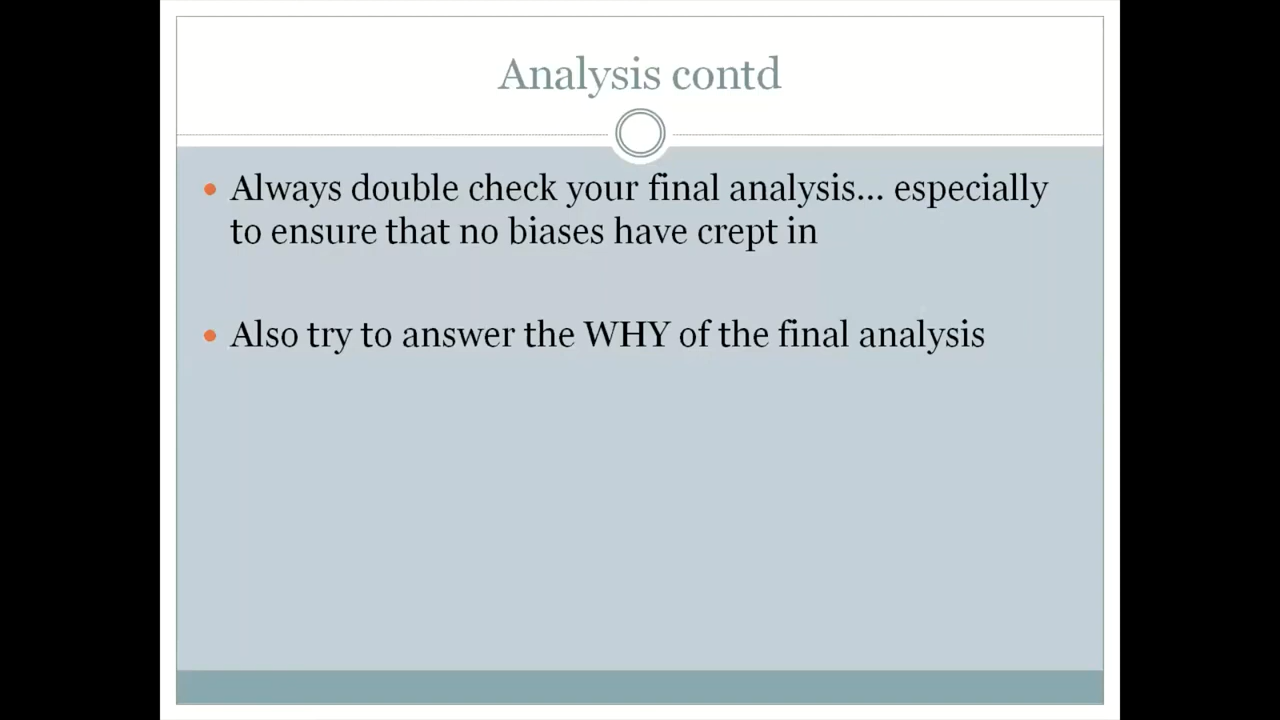 Analysis contd
• Always double check your final analysis... especially
to ensure that no biases have crept in
• Also try to answer the WHY of the final analysis